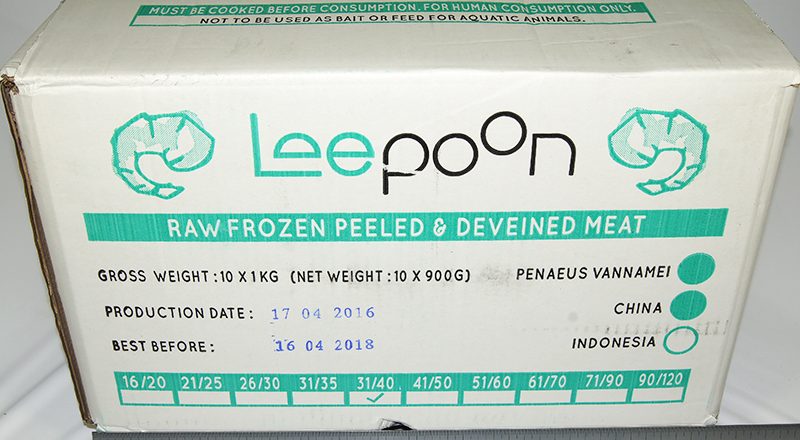 MUST BE COOKED BEFORE CONSUMPTION. FOR HUMAN CONSUMPTION ONLY.
NOT TO BE USED AS BAIT OR FEED FOR AQUATIC ANIMALS.
Leepoon
RAW FROZEN PEELED & DEVEINED MEAT
GROSS WEIGHT : 10 X 1 KG (NET WEIGHT : 10 X 900G) PENAEUS VANNAMEI
PRODUCTION DATE : 17 04 2016 CHINA
BEST BEFORE : 16 04 2018 INDONESIA
16/20 21/25 26/30 31/35 31/40 41/50 51/60 61/70 71/90 90/120